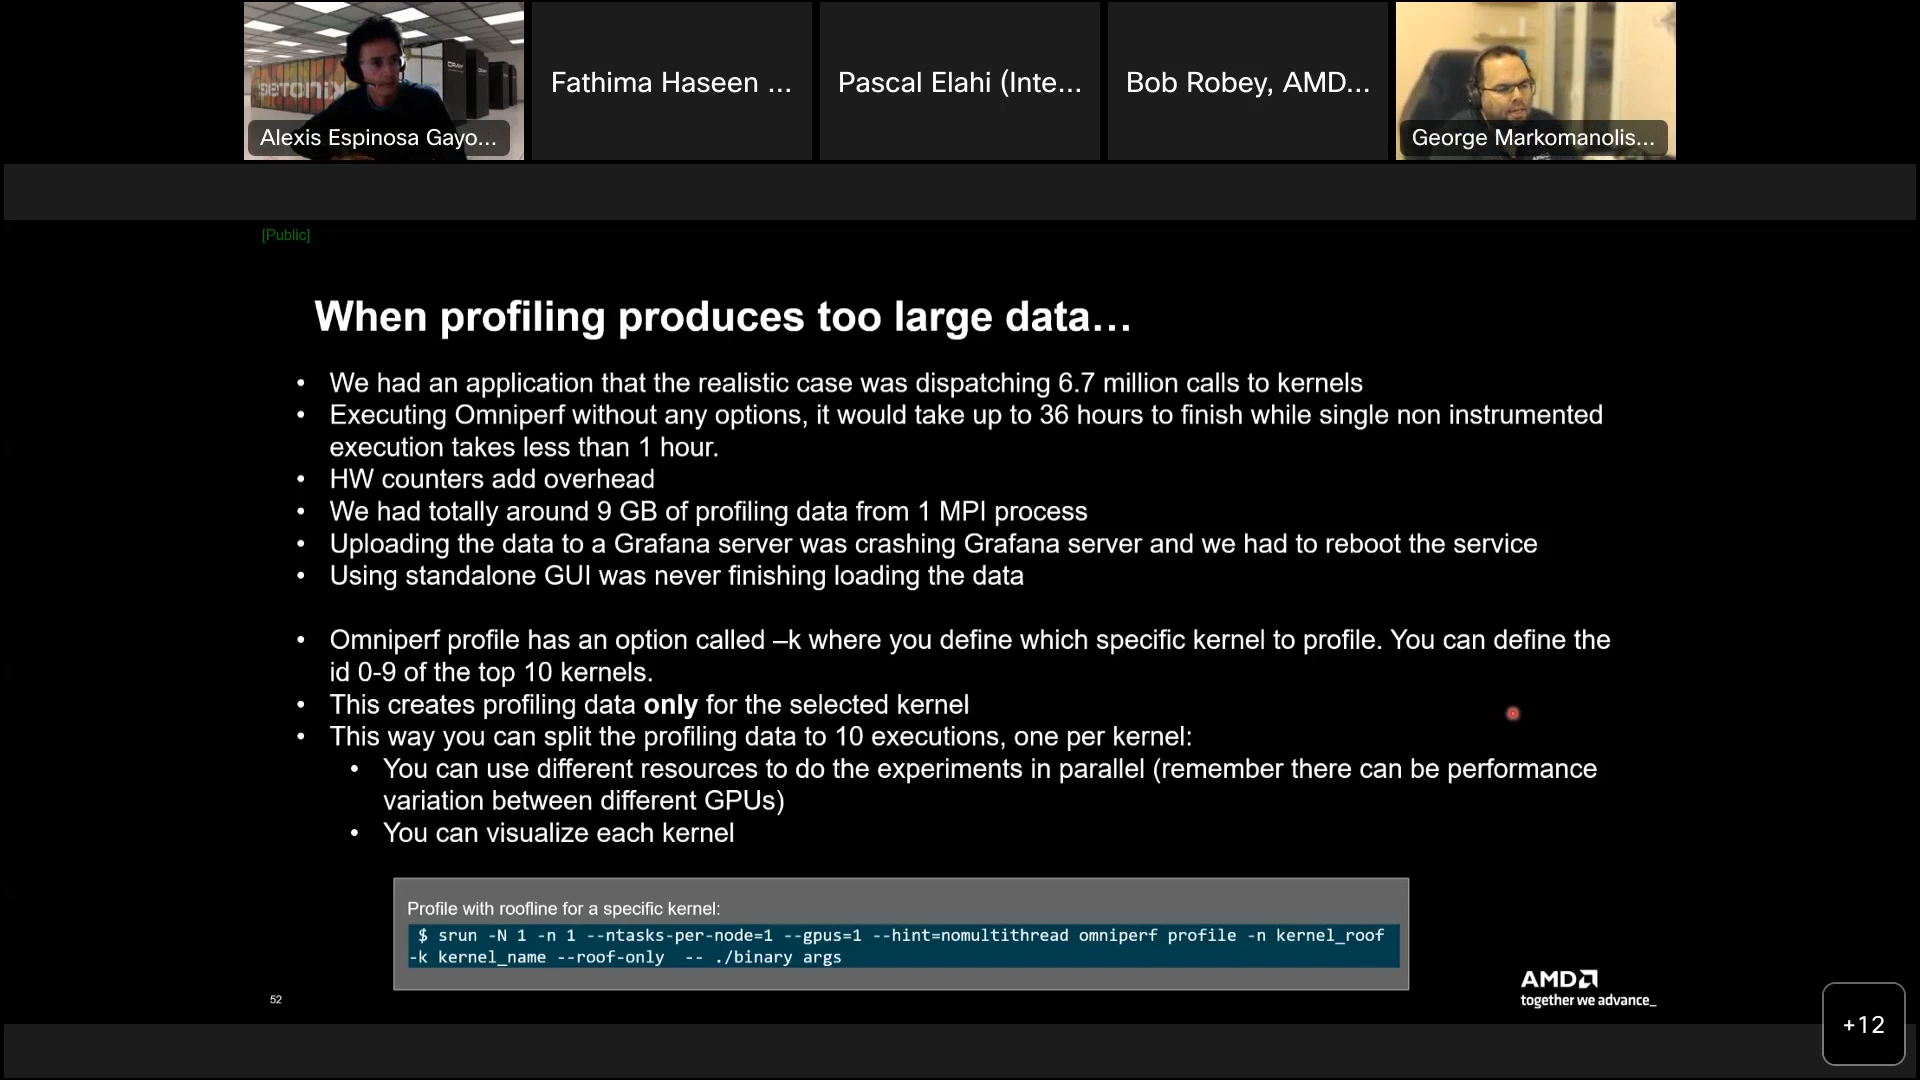 setonix
CRAY
Alexis Espinosa Gayo...
Fathima Haseen ...
Pascal Elahi (Inte...
Bob Robey, AMD...
George Markomanolis...
[Public]
When profiling produces too large data...
• We had an application that the realistic case was dispatching 6.7 million calls to kernels
• Executing Omniperf without any options, it would take up to 36 hours to finish while single non instrumented
execution takes less than 1 hour.
• HW counters add overhead
• We had totally around 9 GB of profiling data from 1 MPI process
• Uploading the data to a Grafana server was crashing Grafana server and we had to reboot the service
• Using standalone GUI was never finishing loading the data
• Omniperf profile has an option called –k where you define which specific kernel to profile. You can define the
id 0-9 of the top 10 kernels.
• This creates profiling data only for the selected kernel
• This way you can split the profiling data to 10 executions, one per kernel:
• You can use different resources to do the experiments in parallel (remember there can be performance
variation between different GPUs)
• You can visualize each kernel
Profile with roofline for a specific kernel:
$ srun -N 1 -n 1 --ntasks-per-node=1 --gpus=1 --hint=nomultithread omniperf profile -n kernel_roof
-k kernel_name --roof-only -- ./binary args
52
AMD
together we advance_
+12